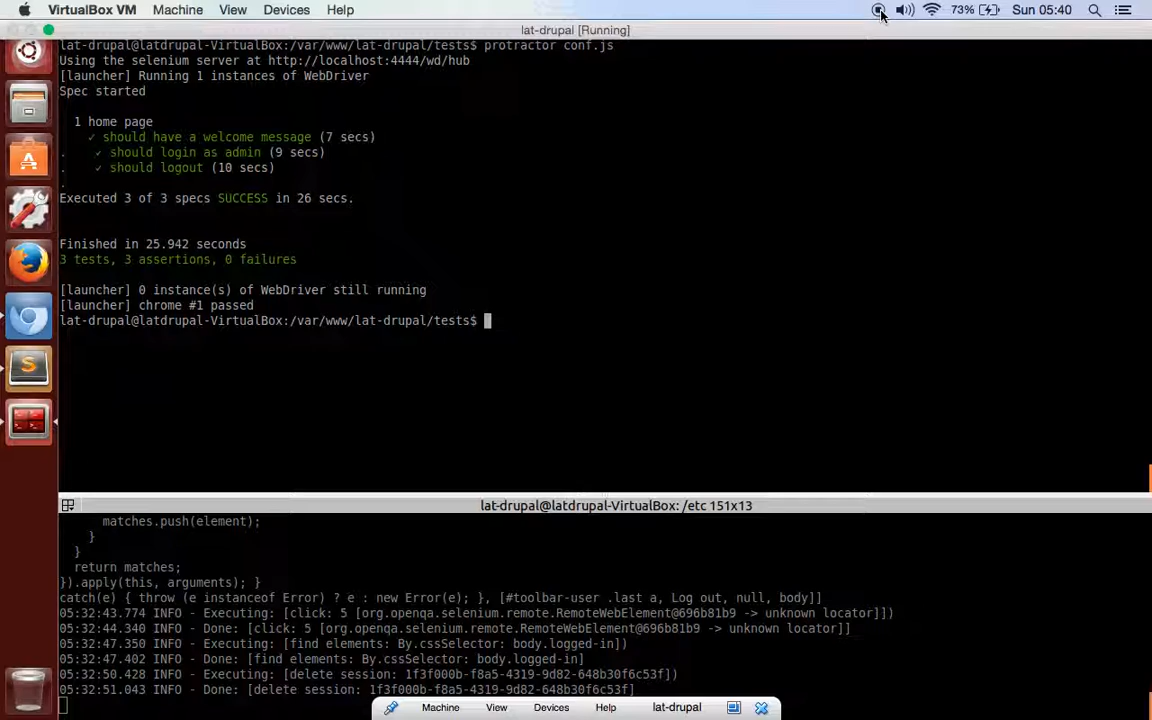 VirtualBox VM Machine View Devices Help 73% Sun 05:40
lat-drupal [Running]
lat-drupal@latdrupal-VirtualBox:/var/www/lat-drupal/tests$ protractor conf.js
Using the selenium server at http://localhost:4444/wd/hub
[launcher] Running 1 instances of WebDriver
Spec started
1 home page
✓ should have a welcome message (7 secs)
. ✓ should login as admin (9 secs)
. ✓ should logout (10 secs)
.
Executed 3 of 3 specs SUCCESS in 26 secs.
Finished in 25.942 seconds
3 tests, 3 assertions, 0 failures
[launcher] 0 instance(s) of WebDriver still running
[launcher] chrome #1 passed
lat-drupal@latdrupal-VirtualBox:/var/www/lat-drupal/tests$
lat-drupal@latdrupal-VirtualBox: /etc 151x13
matches.push(element);
}
}
return matches;
}).apply(this, arguments); }
catch(e) { throw (e instanceof Error) ? e : new Error(e); }, [#toolbar-user .last a, Log out, null, body]]
05:32:43.774 INFO - Executing: [click: 5 [org.openqa.selenium.remote.RemoteWebElement@696b81b9 -> unknown locator]])
05:32:44.340 INFO - Done: [click: 5 [org.openqa.selenium.remote.RemoteWebElement@696b81b9 -> unknown locator]]
05:32:47.350 INFO - Executing: [find elements: By.cssSelector: body.logged-in])
05:32:47.402 INFO - Done: [find elements: By.cssSelector: body.logged-in]
05:32:50.428 INFO - Executing: [delete session: 1f3f000b-f8a5-4319-9d82-648b30f6c53f])
05:32:51.043 INFO - Done: [delete session: 1f3f000b-f8a5-4319-9d82-648b30f6c53f]
Machine View Devices Help lat-drupal